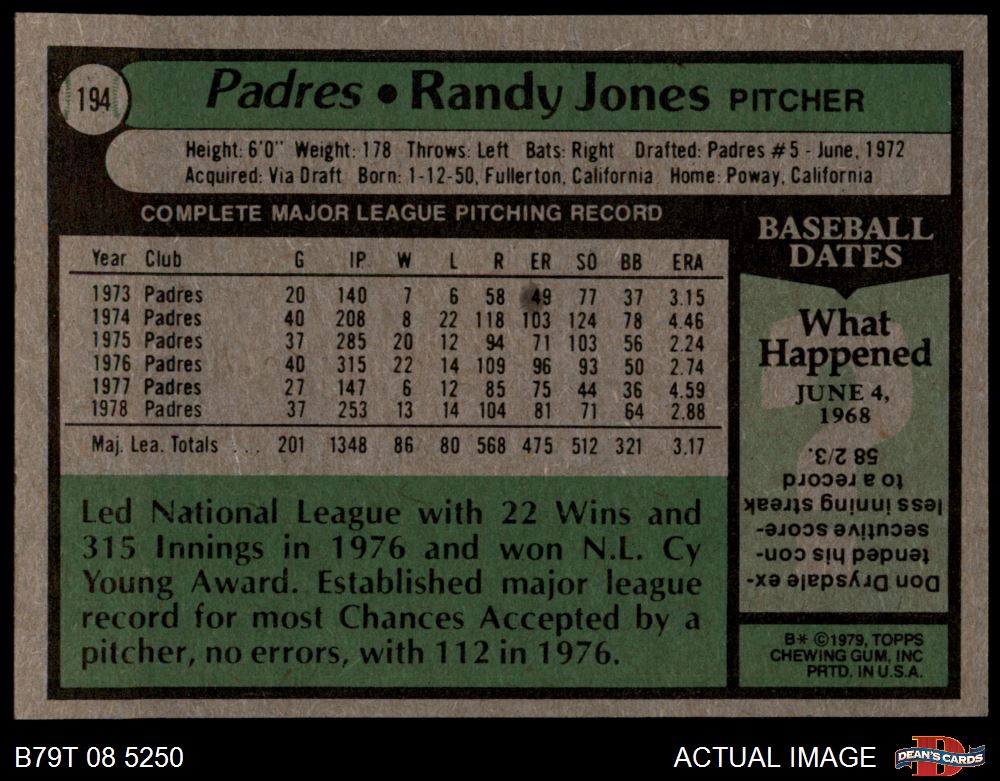 194
Padres • Randy Jones PITCHER
Height: 6'0" Weight: 178 Throws: Left Bats: Right Drafted: Padres #5 - June, 1972
Acquired: Via Draft Born: 1-12-50, Fullerton, California Home: Poway, California
COMPLETE MAJOR LEAGUE PITCHING RECORD
Year Club G IP W L R ER SO BB ERA
1973 Padres 20 140 7 6 58 49 77 37 3.15
1974 Padres 40 208 8 22 118 103 124 78 4.46
1975 Padres 37 285 20 12 94 71 103 56 2.24
1976 Padres 40 315 22 14 109 96 93 50 2.74
1977 Padres 27 147 6 12 85 75 44 36 4.59
1978 Padres 37 253 13 14 104 81 71 64 2.88
Maj. Lea. Totals . . . 201 1348 86 80 568 475 512 321 3.17
Led National League with 22 Wins and
315 Innings in 1976 and won N.L. Cy
Young Award. Established major league
record for most Chances Accepted by a
pitcher, no errors, with 112 in 1976.
BASEBALL
DATES
What
Happened
JUNE 4,
1968
Don Drysdale ex-
tended his con-
secutive score-
less inning streak
to a record
58 2/3.
B* ©1979, TOPPS
CHEWING GUM, INC
PRTD. IN U.S.A.
B79T 08 5250
ACTUAL IMAGE
D
DEAN'S CARDS